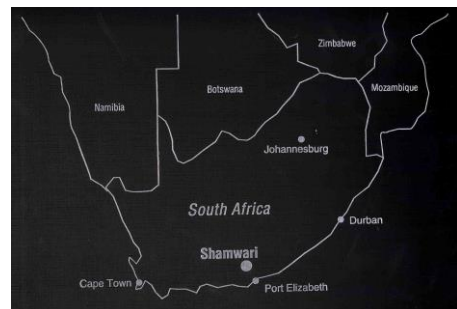 Zimbabwe
Botswana
Mozambique
Namibia
Johannesburg
South Africa
Durban
Shamwari
Cape Town
Port Elizabeth